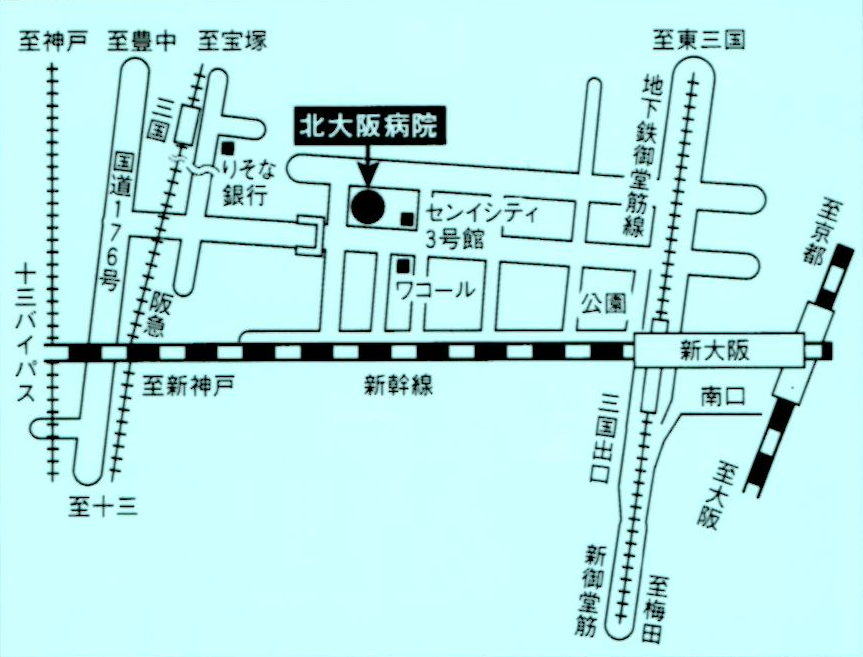 至神戸
至豊中
至宝塚
至東三国
三国
北大阪病院
地下鉄御堂筋線
国道176号
りそな
銀行
センイシティ
3号館
至京都
十三バイパス
阪急
ワコール
公園
新大阪
至新神戸
新幹線
南口
三国出口
至大阪
至十三
新御堂筋
至梅田